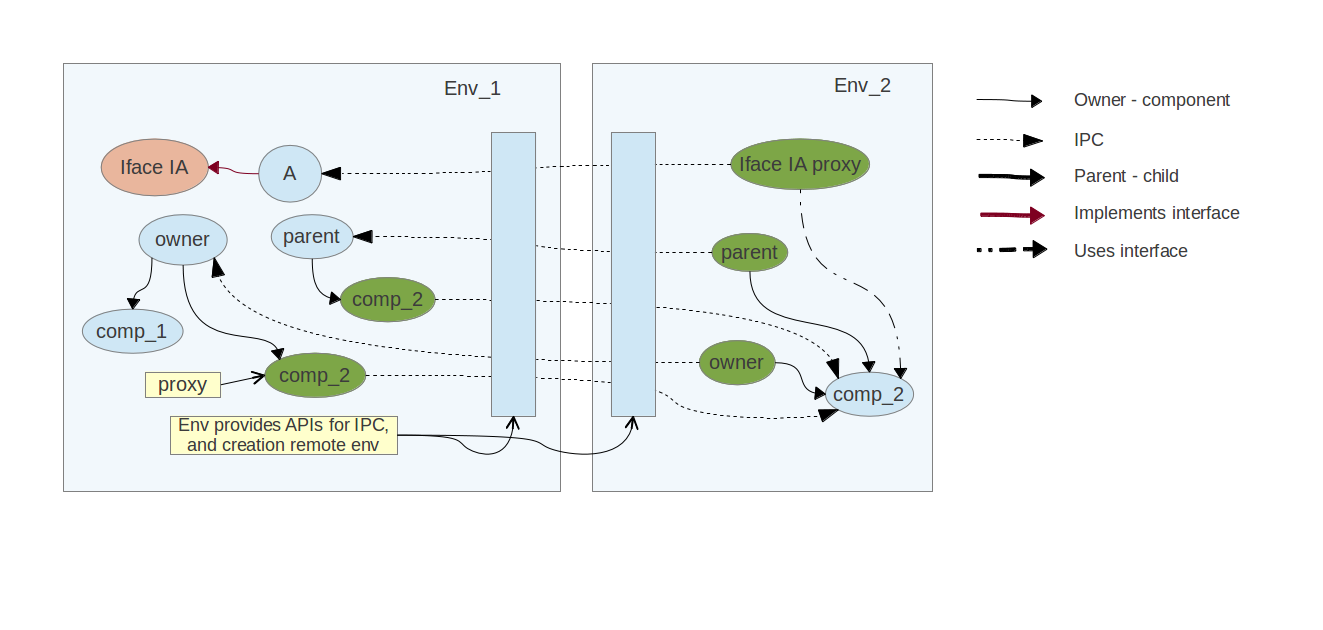 Env_1
Env_2
Iface IA
A
Iface IA proxy
owner
parent
parent
comp_2
comp_1
owner
proxy
comp_2
comp_2
Env provides APIs for IPC,
and creation remote env
Owner - component
IPC
Parent - child
Implements interface
Uses interface